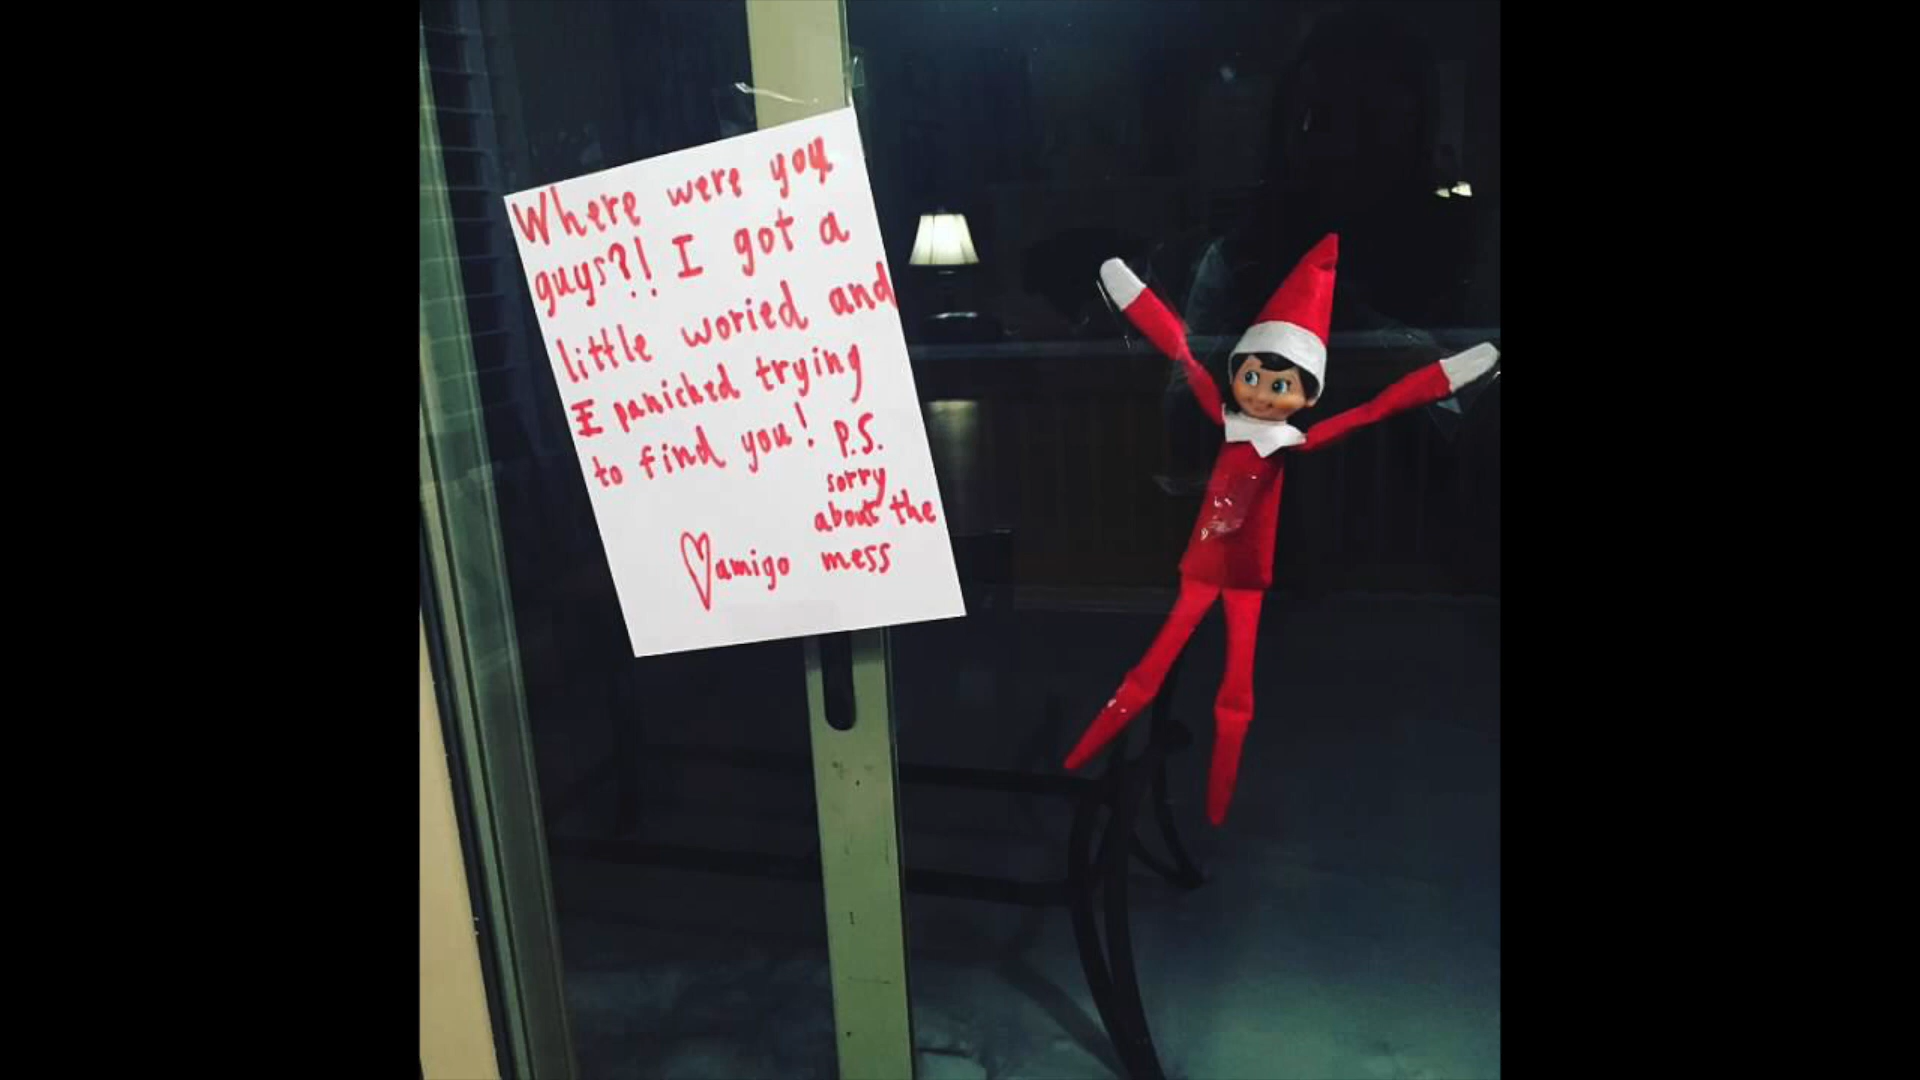 Where were you
guys?! I got a
little woried and
I panicked trying
to find you! P.S.
sorry
about the
♡amigo mess